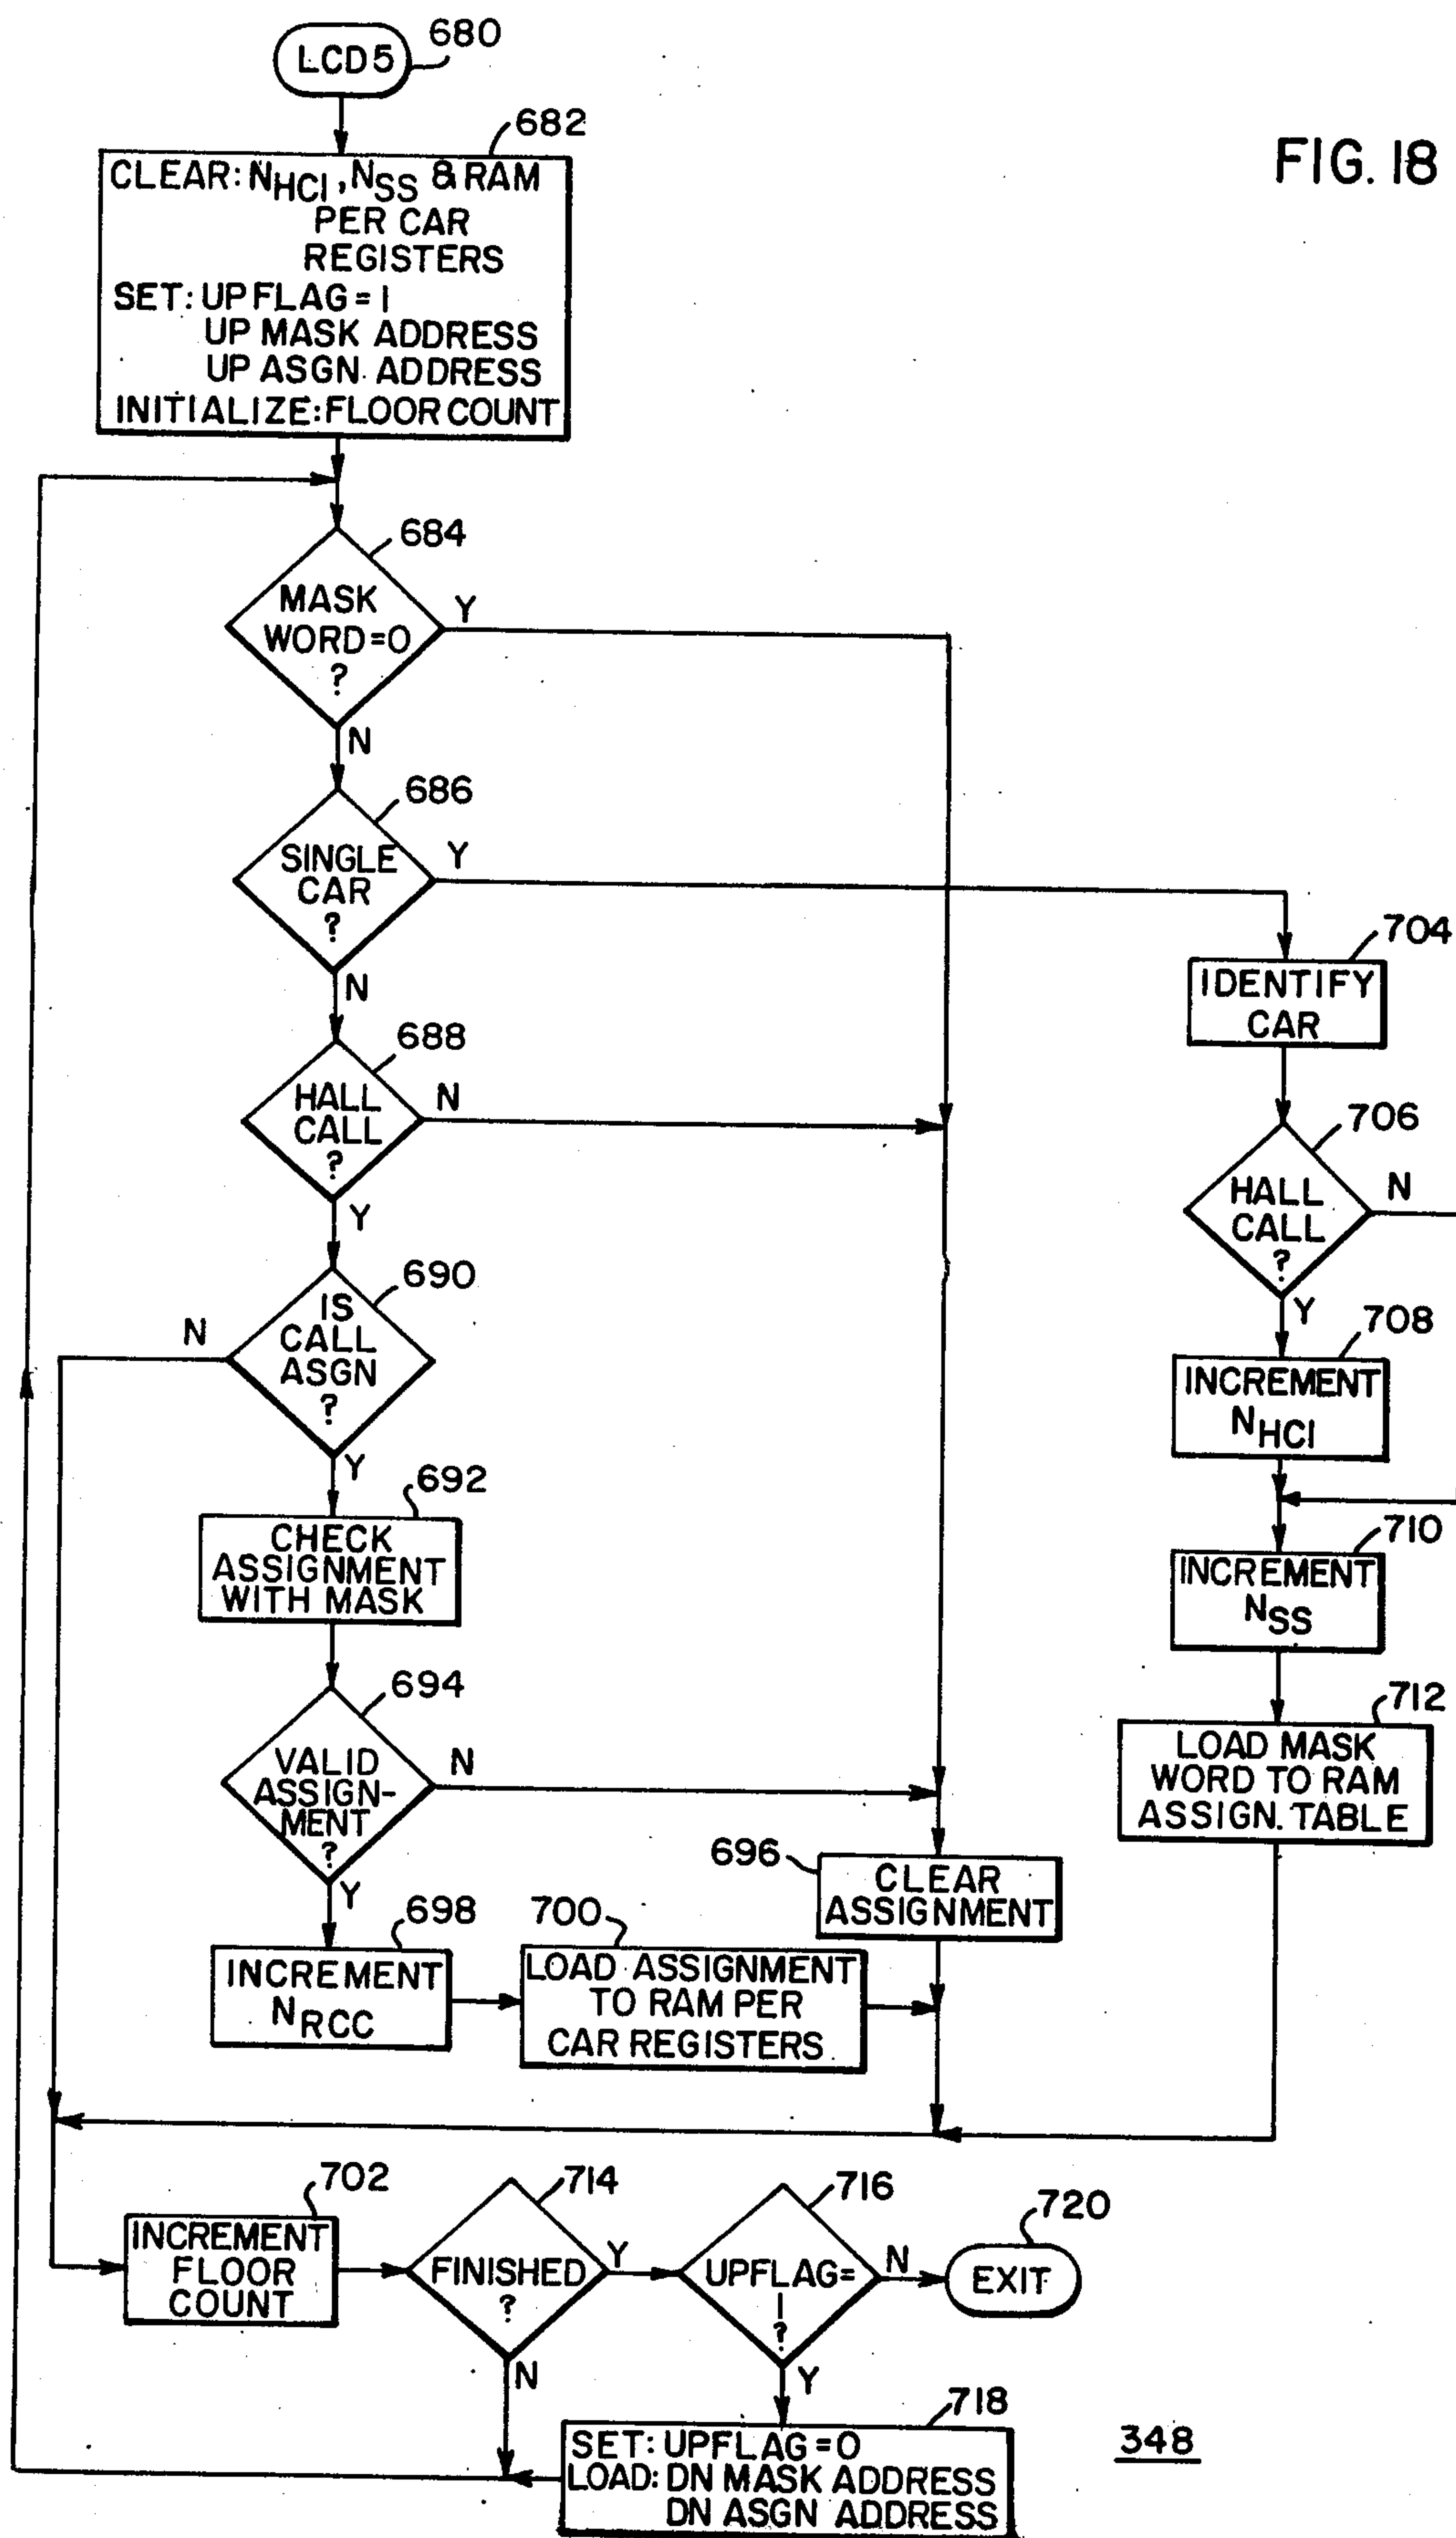 LCD5
680
FIG. 18
682
CLEAR: NHCI, NSS & RAM
PER CAR
REGISTERS
SET: UPFLAG = 1
UP MASK ADDRESS
UP ASGN. ADDRESS
INITIALIZE: FLOOR COUNT
684
MASK
WORD=0
?
Y
N
686
SINGLE
CAR
?
Y
N
704
IDENTIFY
CAR
688
HALL
CALL
?
N
Y
706
HALL
CALL
?
N
Y
690
IS
CALL
ASGN
?
N
Y
708
INCREMENT
NHCI
692
CHECK
ASSIGNMENT
WITH MASK
710
INCREMENT
NSS
694
VALID
ASSIGN-
MENT
?
N
Y
712
LOAD MASK
WORD TO RAM
ASSIGN. TABLE
696
CLEAR
ASSIGNMENT
698
INCREMENT
NRCC
700
LOAD ASSIGNMENT
TO RAM PER
CAR REGISTERS
702
INCREMENT
FLOOR
COUNT
714
FINISHED
?
Y
N
716
UPFLAG=
1
?
N
Y
720
EXIT
718
SET: UPFLAG = 0
LOAD: DN MASK ADDRESS
DN ASGN ADDRESS
348